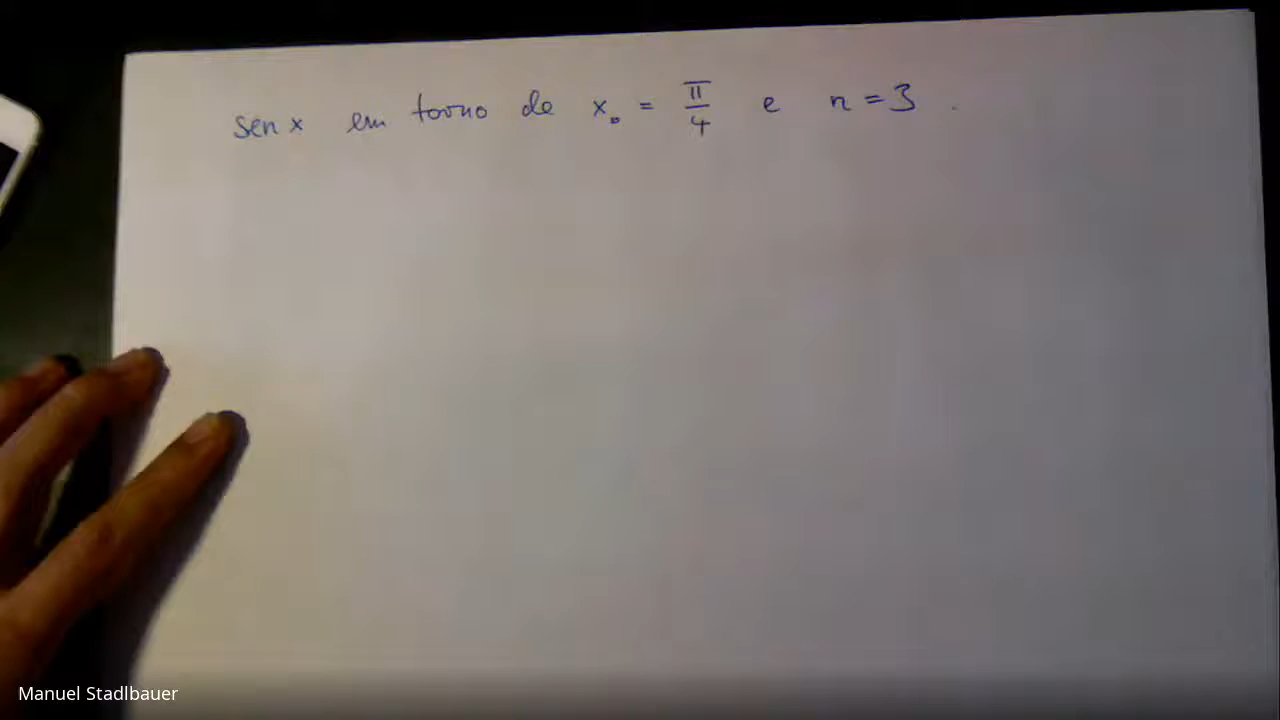 sen x em torno de x₀ = π/4 e n = 3 .
Manuel Stadlbauer